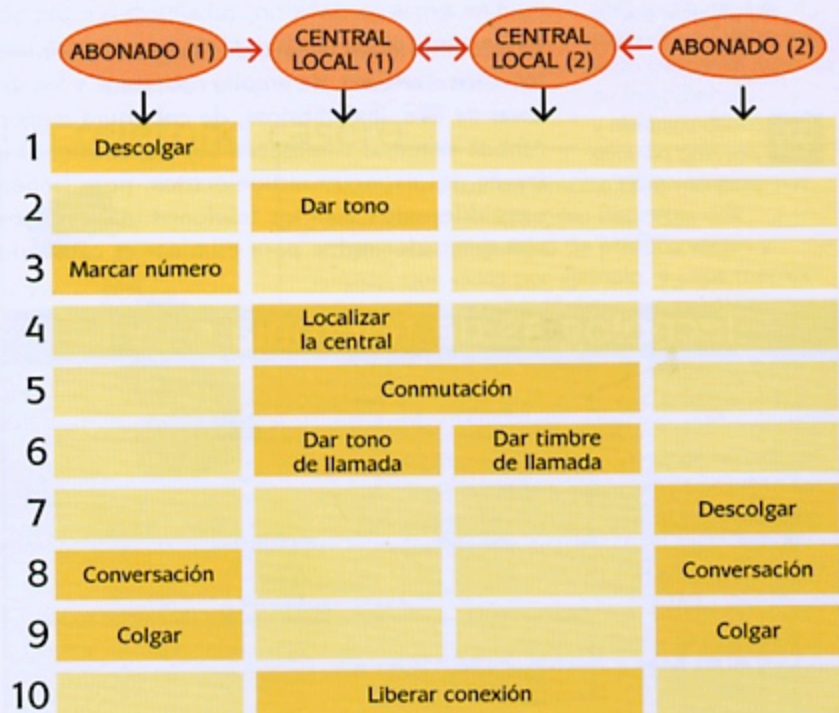 ABONADO (1)
CENTRAL
LOCAL (1)
CENTRAL
LOCAL (2)
ABONADO (2)
1
Descolgar
2
Dar tono
3
Marcar número
4
Localizar
la central
5
Conmutación
6
Dar tono
de llamada
Dar timbre
de llamada
7
Descolgar
8
Conversación
Conversación
9
Colgar
Colgar
10
Liberar conexión